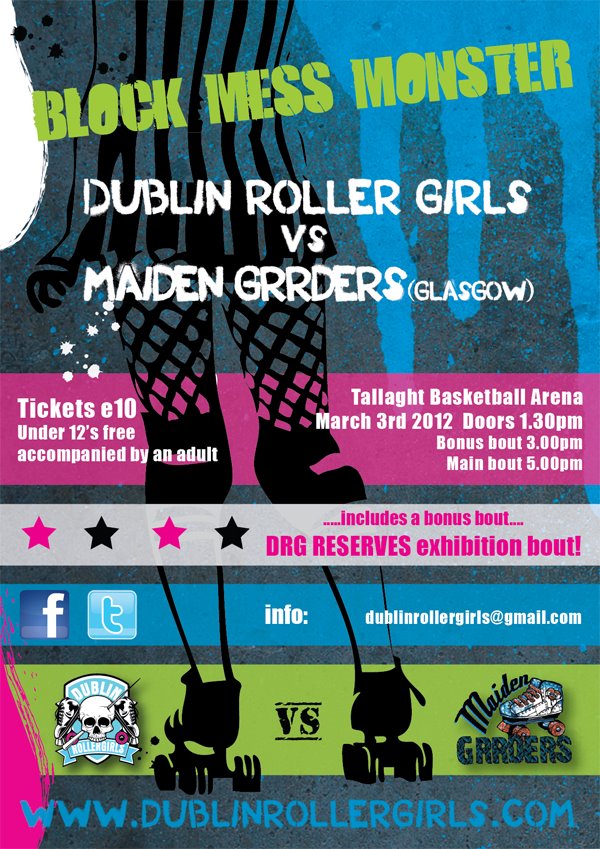 BLOCK MESS MONSTER
DUBLIN ROLLER GIRLS
VS
MAIDEN GRRDERS (GLASGOW)
Tickets e10
Under 12's free
accompanied by an adult
Tallaght Basketball Arena
March 3rd 2012 Doors 1.30pm
Bonus bout 3.00pm
Main bout 5.00pm
.....includes a bonus bout....
DRG RESERVES exhibition bout!
f
t
info:
dublinrollergirls@gmail.com
DUBLIN
ROLLERGIRLS
VS
Maiden
GRRDERS
WWW.DUBLINROLLERGIRLS.COM